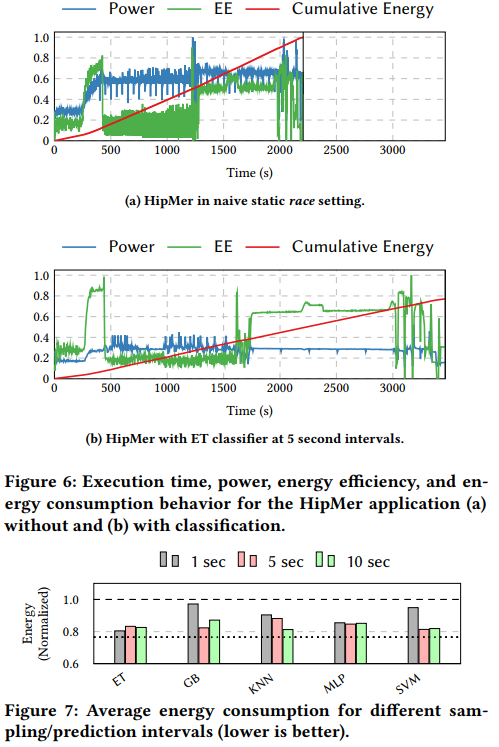 Power EE Cumulative Energy
1.0
0.8
0.6
0.4
0.2
0
0 500 1000 1500 2000 2500 3000
Time (s)
(a) HipMer in naive static race setting.
Power EE Cumulative Energy
1.0
0.8
0.6
0.4
0.2
0
0 500 1000 1500 2000 2500 3000
Time (s)
(b) HipMer with ET classifier at 5 second intervals.
Figure 6: Execution time, power, energy efficiency, and en-
ergy consumption behavior for the HipMer application (a)
without and (b) with classification.
1 sec 5 sec 10 sec
Energy
(Normalized)
1.0
0.8
0.6
ET GB KNN MLP SVM
Figure 7: Average energy consumption for different sam-
pling/prediction intervals (lower is better).